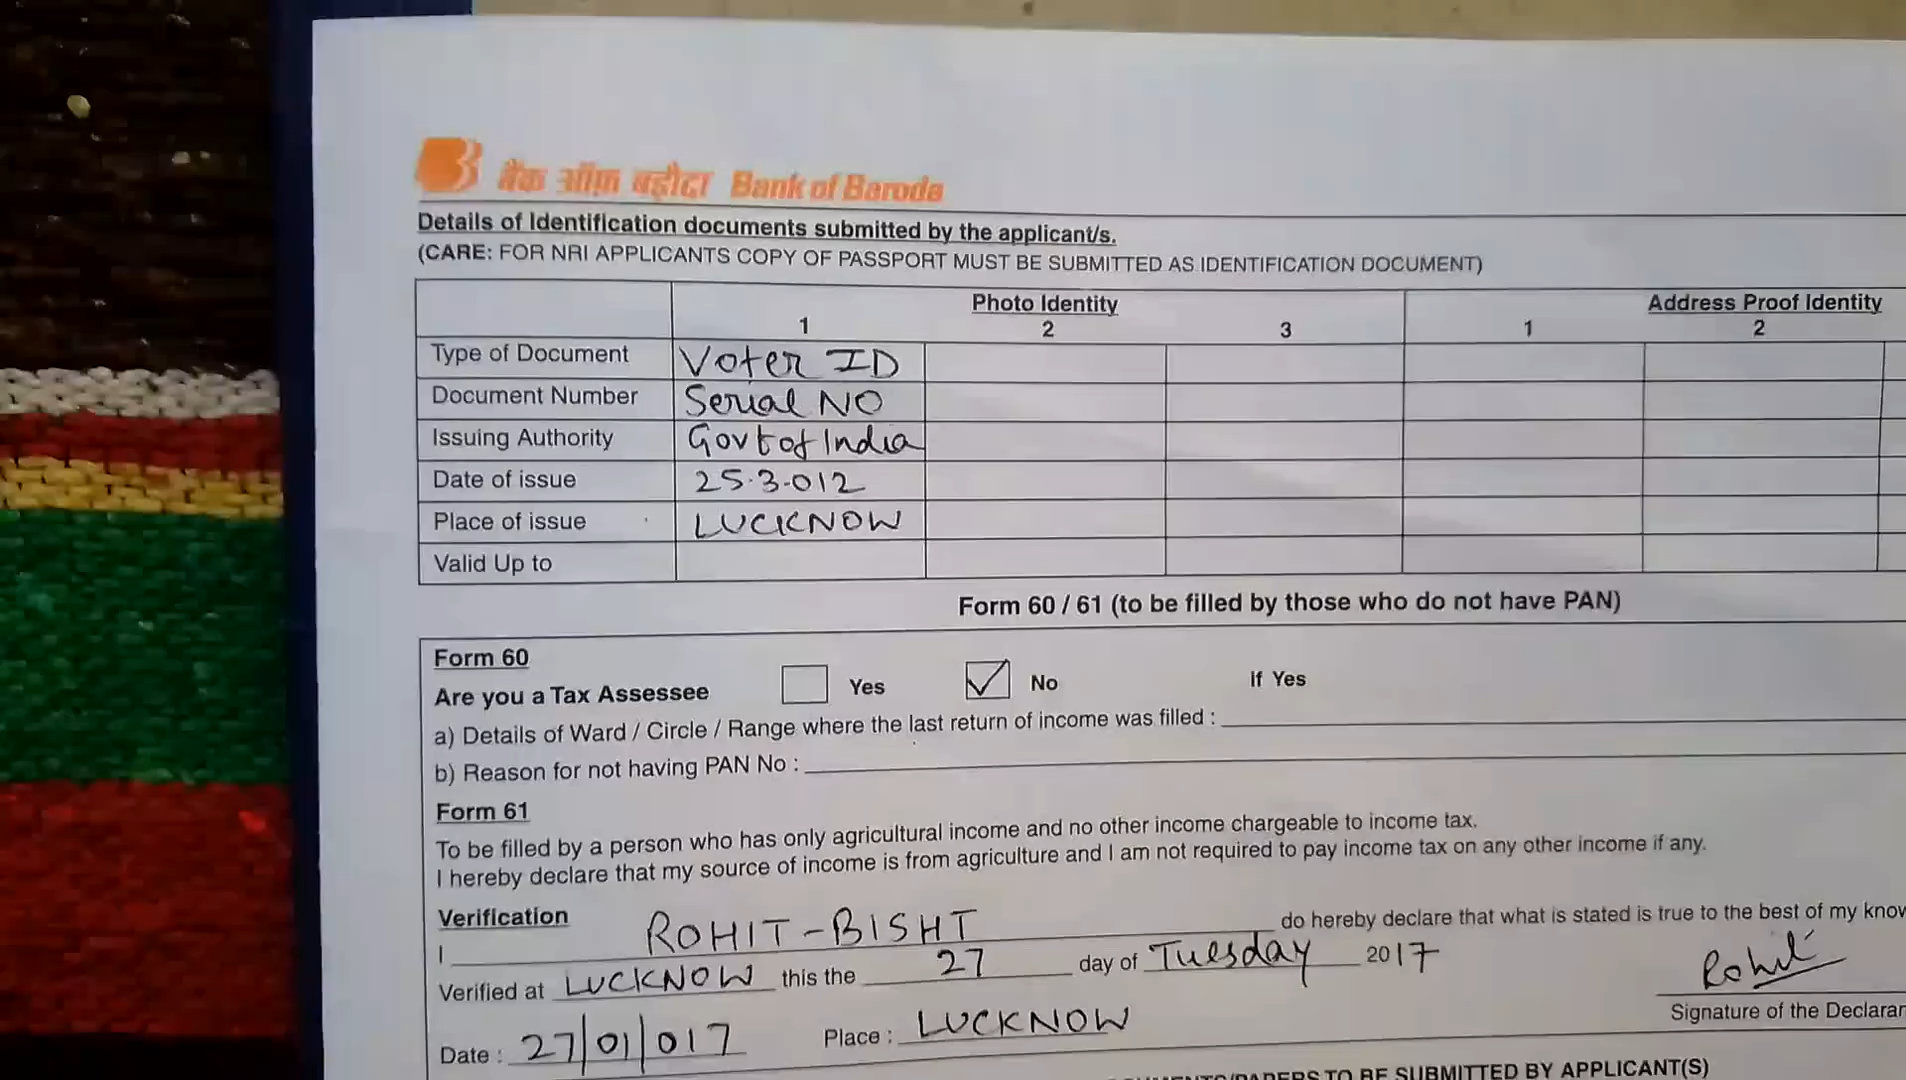 बैंक ऑफ़ बड़ौदा Bank of Baroda
Details of Identification documents submitted by the applicant/s.
(CARE: FOR NRI APPLICANTS COPY OF PASSPORT MUST BE SUBMITTED AS IDENTIFICATION DOCUMENT)
Photo Identity Address Proof Identity
1 2 3 1 2
Type of Document Voter ID
Document Number Serial NO
Issuing Authority Govt of India
Date of issue 25.3.012
Place of issue LUCKNOW
Valid Up to
Form 60 / 61 (to be filled by those who do not have PAN)
Form 60
Are you a Tax Assessee Yes No If Yes
a) Details of Ward / Circle / Range where the last return of income was filled :
b) Reason for not having PAN No :
Form 61
To be filled by a person who has only agricultural income and no other income chargeable to income tax.
I hereby declare that my source of income is from agriculture and I am not required to pay income tax on any other income if any.
Verification
I ROHIT-BISHT do hereby declare that what is stated is true to the best of my know
Verified at LUCKNOW this the 27 day of Tuesday 2017
Rohit
Signature of the Declaran
Date : 27/01/017 Place : LUCKNOW
TO BE SUBMITTED BY APPLICANT(S)